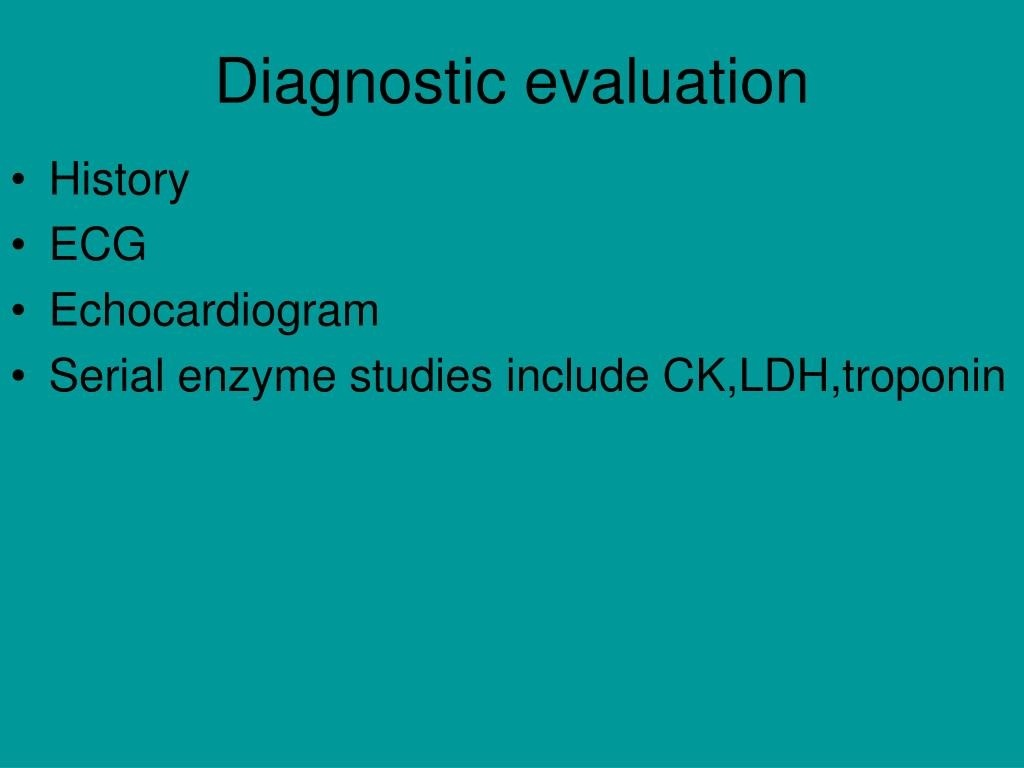 Diagnostic evaluation
• History
• ECG
• Echocardiogram
• Serial enzyme studies include CK,LDH,troponin